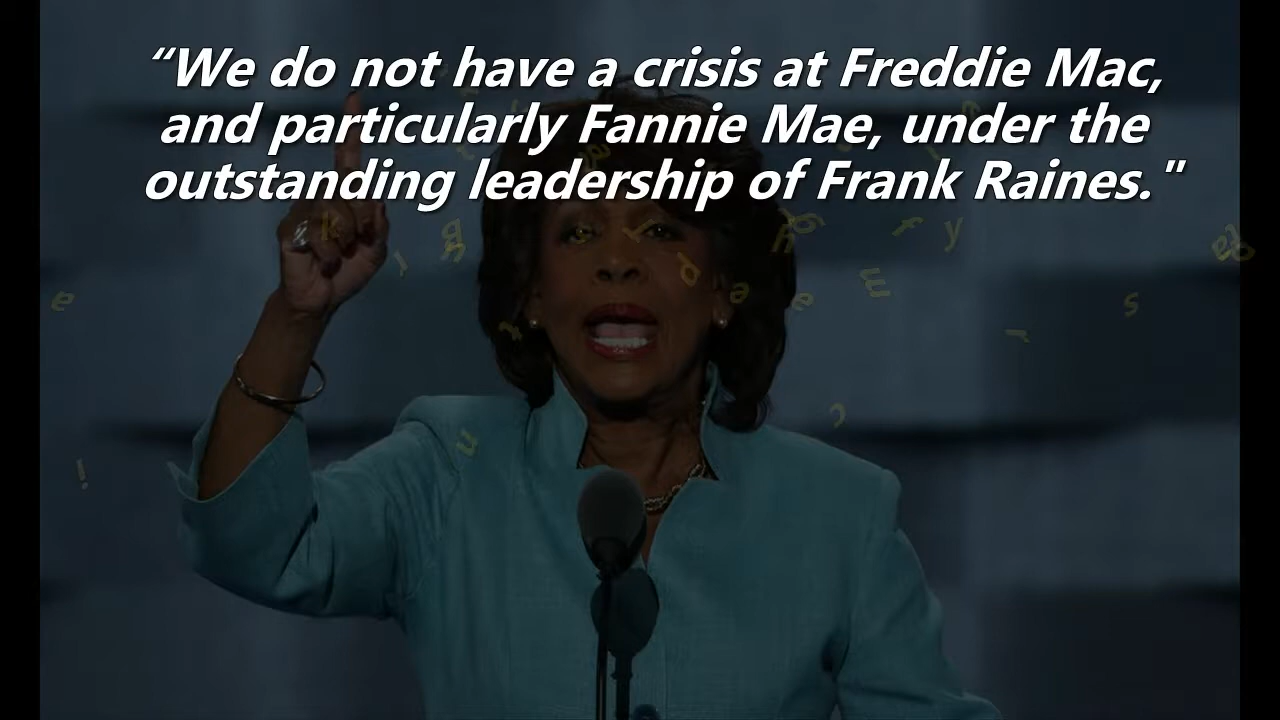 “We do not have a crisis at Freddie Mac,
and particularly Fannie Mae, under the
outstanding leadership of Frank Raines."